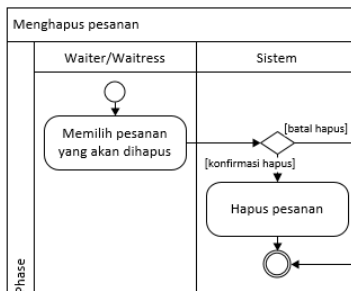 Menghapus pesanan
Waiter/Waitress
Sistem
Memilih pesanan
yang akan dihapus
[batal hapus]
[konfirmasi hapus]
Hapus pesanan
Phase